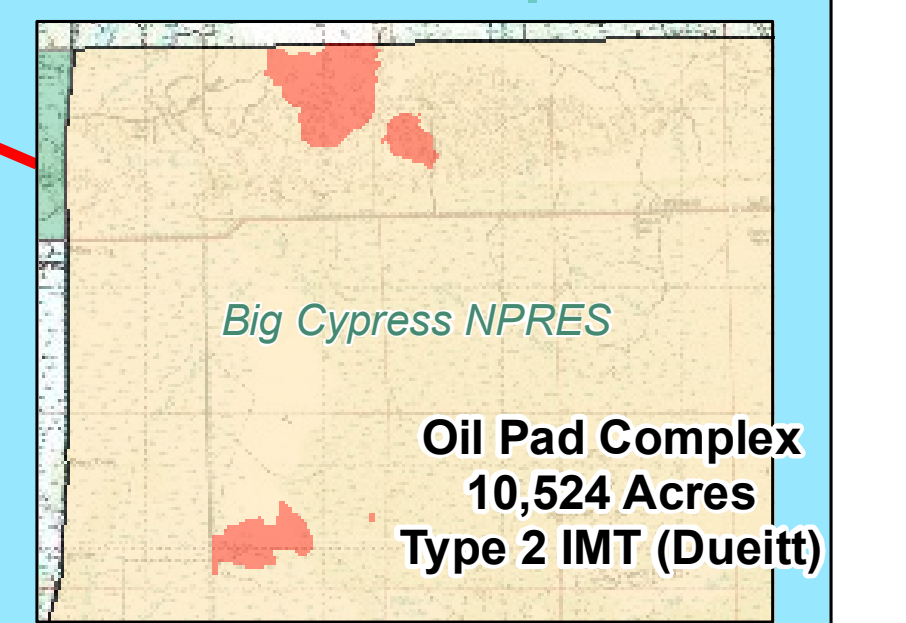 Big Cypress NPRES
Oil Pad Complex
10,524 Acres
Type 2 IMT (Dueitt)